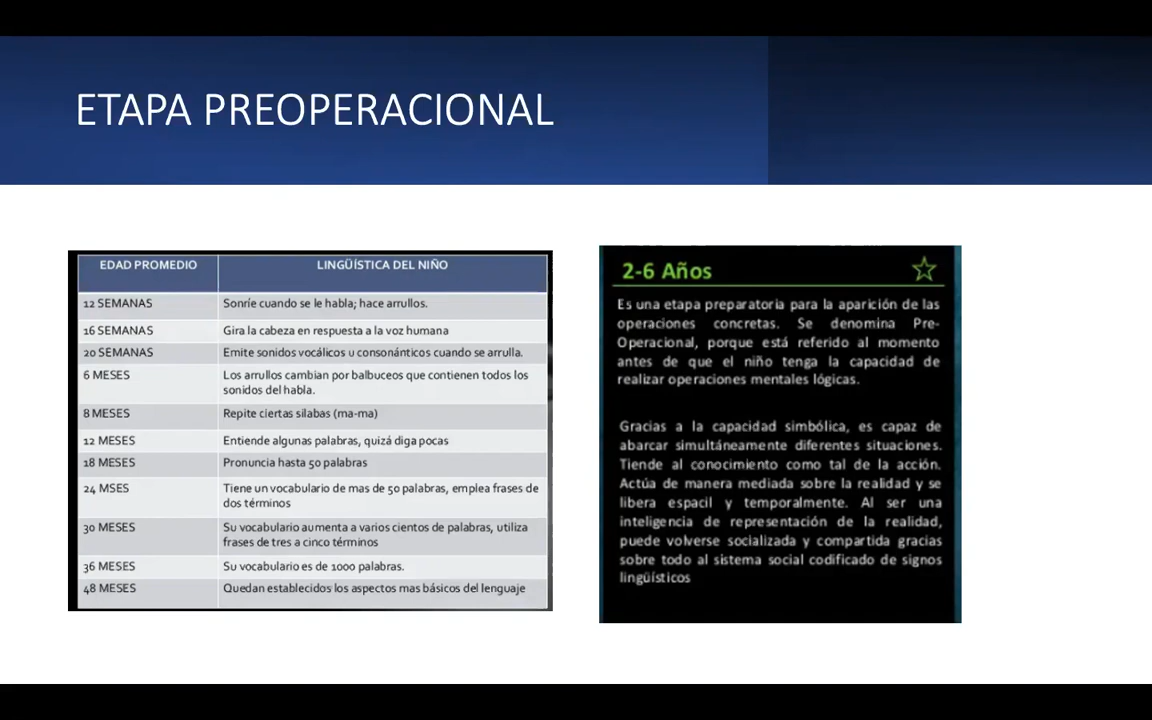 ETAPA PREOPERACIONAL
EDAD PROMEDIO LINGÜÍSTICA DEL NIÑO
12 SEMANAS Sonríe cuando se le habla; hace arrullos.
16 SEMANAS Gira la cabeza en respuesta a la voz humana
20 SEMANAS Emite sonidos vocálicos u consonánticos cuando se arrulla.
6 MESES Los arrullos cambian por balbuceos que contienen todos los
sonidos del habla.
8 MESES Repite ciertas silabas (ma-ma)
12 MESES Entiende algunas palabras, quizá diga pocas
18 MESES Pronuncia hasta 50 palabras
24 MSES Tiene un vocabulario de mas de 50 palabras, emplea frases de
dos términos
30 MESES Su vocabulario aumenta a varios cientos de palabras, utiliza
frases de tres a cinco términos
36 MESES Su vocabulario es de 1000 palabras.
48 MESES Quedan establecidos los aspectos mas básicos del lenguaje
2-6 Años
Es una etapa preparatoria para la aparición de las
operaciones concretas. Se denomina Pre-
Operacional, porque está referido al momento
antes de que el niño tenga la capacidad de
realizar operaciones mentales lógicas.
Gracias a la capacidad simbólica, es capaz de
abarcar simultáneamente diferentes situaciones.
Tiende al conocimiento como tal de la acción.
Actúa de manera mediada sobre la realidad y se
libera espacil y temporalmente. Al ser una
inteligencia de representación de la realidad,
puede volverse socializada y compartida gracias
sobre todo al sistema social codificado de signos
lingüísticos